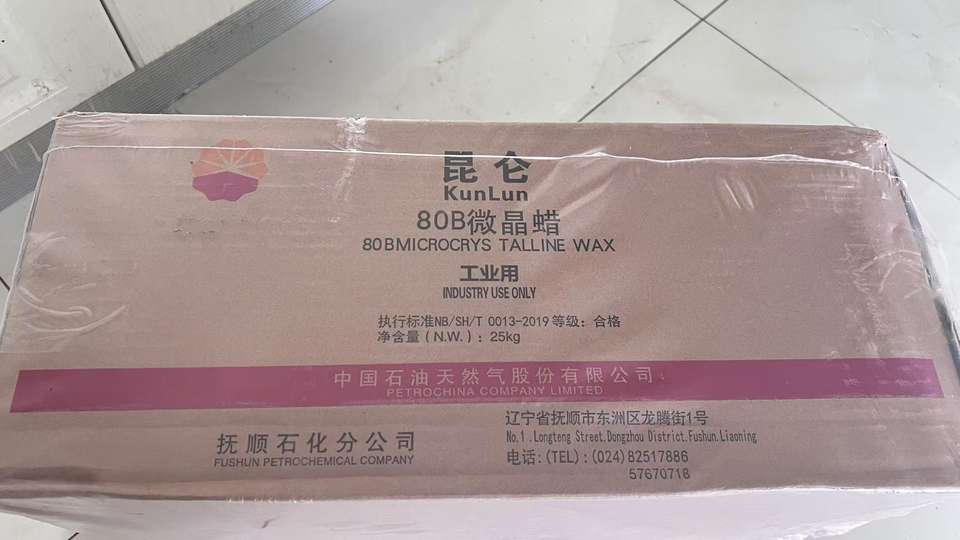 昆仑
KunLun
80B微晶蜡
80BMICROCRYS TALLINE WAX
工业用
INDUSTRY USE ONLY
执行标准NB/SH/T 0013-2019 等级：合格
净含量（N.W.）：25kg
中国石油天然气股份有限公司
PETROCHINA COMPANY LIMITED
抚顺石化分公司
FUSHUN PETROCHEMICAL COMPANY
辽宁省抚顺市东洲区龙腾街1号
No.1.Longteng Street,Dongzhou District.Fushun.Liaoning
电话:(TEL):(024)82517886
57670718